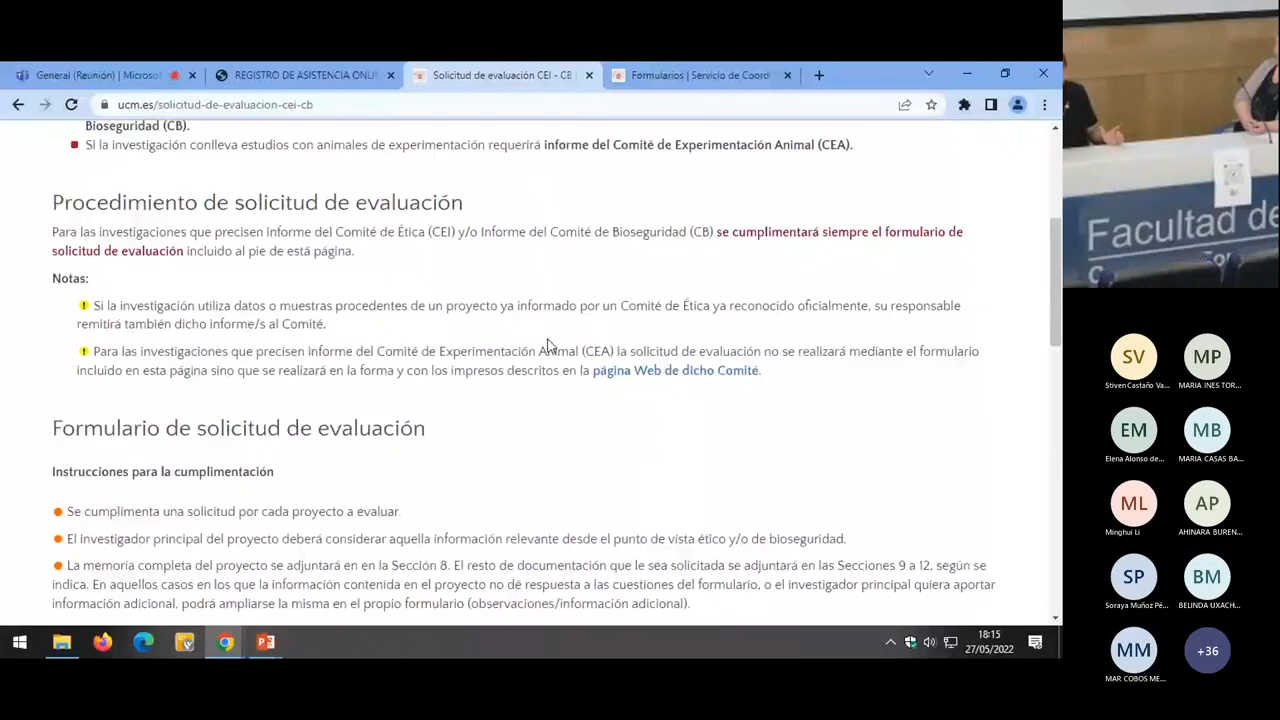 General (Reunión) | Microsof
REGISTRO DE ASISTENCIA ONLI
Solicitud de evaluación CEI - CB
Formularios | Servicio de Coord
ucm.es/solicitud-de-evaluacion-cei-cb
Bioseguridad (CB).
Si la investigación conlleva estudios con animales de experimentación requerirá informe del Comité de Experimentación Animal (CEA).
Procedimiento de solicitud de evaluación
Para las investigaciones que precisen informe del Comité de Ética (CEI) y/o Informe del Comité de Bioseguridad (CB) se cumplimentará siempre el formulario de
solicitud de evaluación incluido al pie de está página.
Notas:
Si la investigación utiliza datos o muestras procedentes de un proyecto ya informado por un Comité de Ética ya reconocido oficialmente, su responsable
remitirá también dicho informe/s al Comité.
Para las investigaciones que precisen informe del Comité de Experimentación Animal (CEA) la solicitud de evaluación no se realizará mediante el formulario
incluido en esta página sino que se realizará en la forma y con los impresos descritos en la página Web de dicho Comité.
Formulario de solicitud de evaluación
Instrucciones para la cumplimentación
Se cumplimenta una solicitud por cada proyecto a evaluar.
El investigador principal del proyecto deberá considerar aquella información relevante desde el punto de vista ético y/o de bioseguridad.
La memoria completa del proyecto se adjuntará en en la Sección 8. El resto de documentación que le sea solicitada se adjuntará en las Secciones 9 a 12, según se
indica. En aquellos casos en los que la información contenida en el proyecto no dé respuesta a las cuestiones del formulario, o el investigador principal quiera aportar
información adicional, podrá ampliarse la misma en el propio formulario (observaciones/información adicional).
18:15
27/05/2022
Facultad de
SV
MP
Stiven Castaño Va...
MARIA INES TOR...
EM
MB
Elena Alonso de...
MARIA CASAS BA...
ML
AP
Minghui Li
AHINARA BUREN...
SP
BM
Soraya Muñoz Pé...
BELINDA UXACH...
MM
+36
MAR COBOS ME...